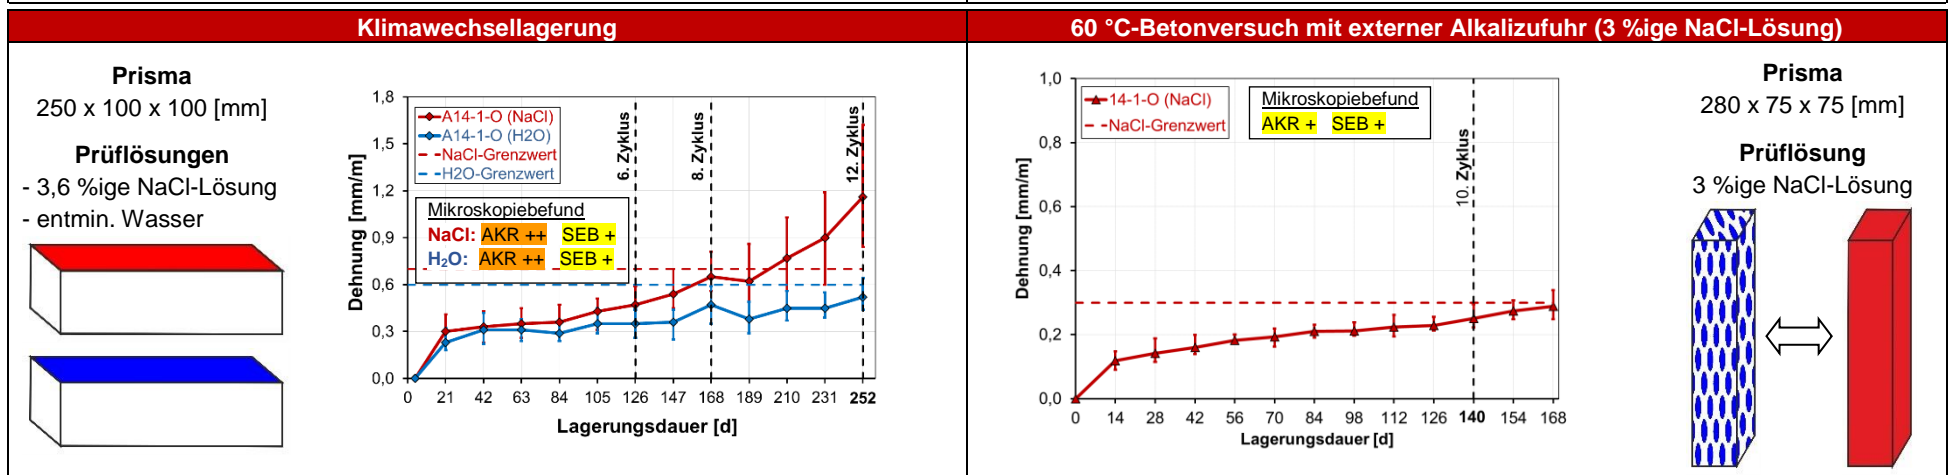 Klimawechsellagerung
Prisma
250 x 100 x 100 [mm]
Prüflösungen
- 3,6 %ige NaCl-Lösung
- entmin. Wasser
Dehnung [mm/m]
1,8
1,5
1,2
0,9
0,6
0,3
0,0
A14-1-O (NaCl)
A14-1-O (H2O)
NaCl-Grenzwert
H2O-Grenzwert
Mikroskopiebefund
NaCl: AKR ++ SEB +
H₂O: AKR ++ SEB +
6. Zyklus
8. Zyklus
12. Zyklus
0 21 42 63 84 105 126 147 168 189 210 231 252
Lagerungsdauer [d]
60 °C-Betonversuch mit externer Alkalizufuhr (3 %ige NaCl-Lösung)
Dehnung [mm/m]
1,0
0,8
0,6
0,4
0,2
0,0
14-1-O (NaCl)
NaCl-Grenzwert
Mikroskopiebefund
AKR + SEB +
10. Zyklus
0 14 28 42 56 70 84 98 112 126 140 154 168
Lagerungsdauer [d]
Prisma
280 x 75 x 75 [mm]
Prüflösung
3 %ige NaCl-Lösung